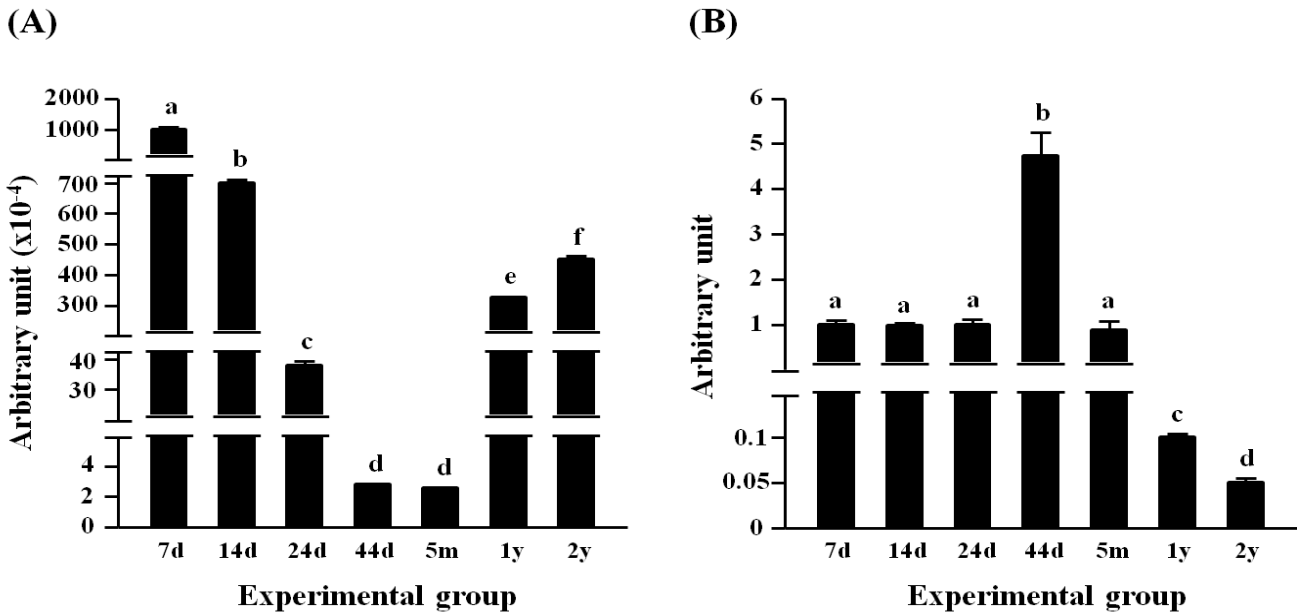 (A)
Arbitrary unit (x10⁻⁴)
2000
1000
700
600
500
400
300
40
30
4
2
0
a
b
c
d
d
e
f
7d 14d 24d 44d 5m 1y 2y
Experimental group
(B)
Arbitrary unit
6
5
4
3
2
1
0.1
0.05
0
a
a
a
b
a
c
d
7d 14d 24d 44d 5m 1y 2y
Experimental group